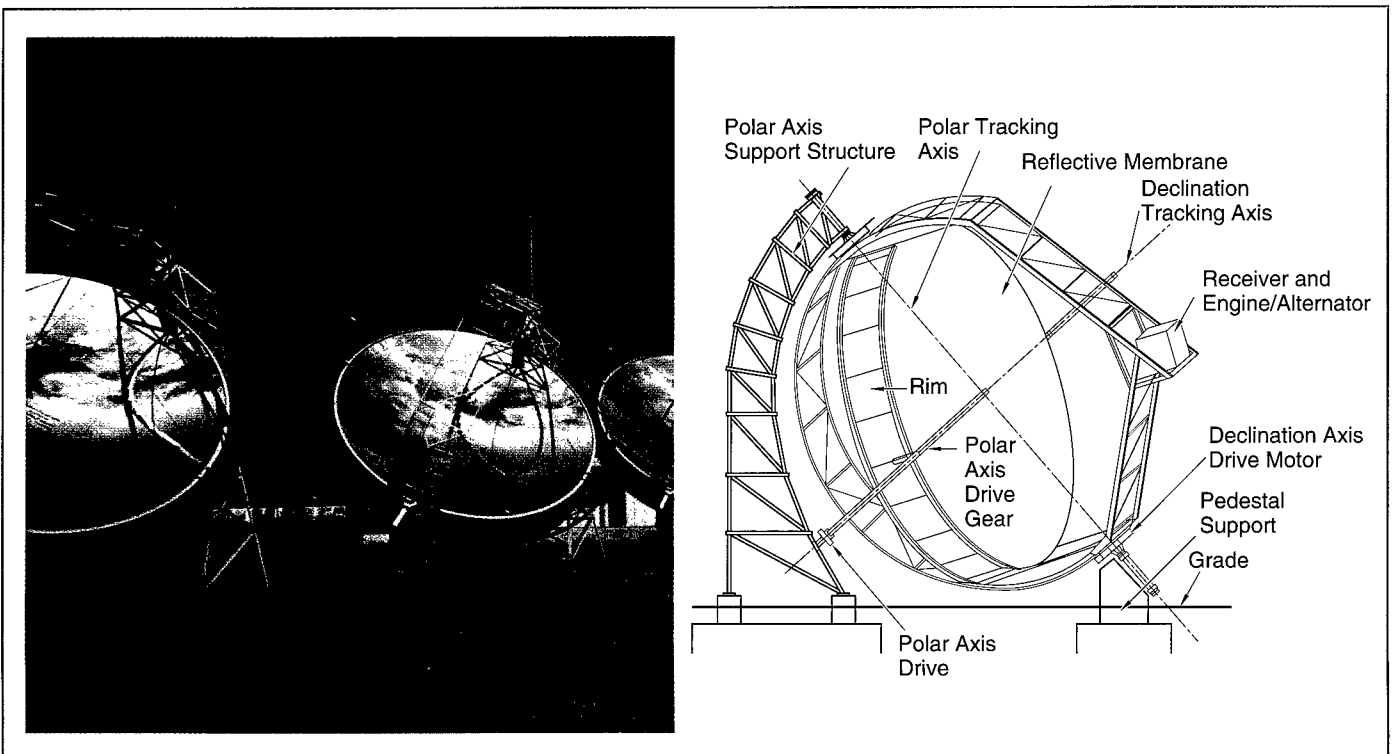 Polar Axis
Support Structure
Polar Tracking
Axis
Reflective Membrane
Declination
Tracking Axis
Receiver and
Engine/Alternator
Rim
Polar
Axis
Drive
Gear
Declination Axis
Drive Motor
Pedestal
Support
Grade
Polar Axis
Drive